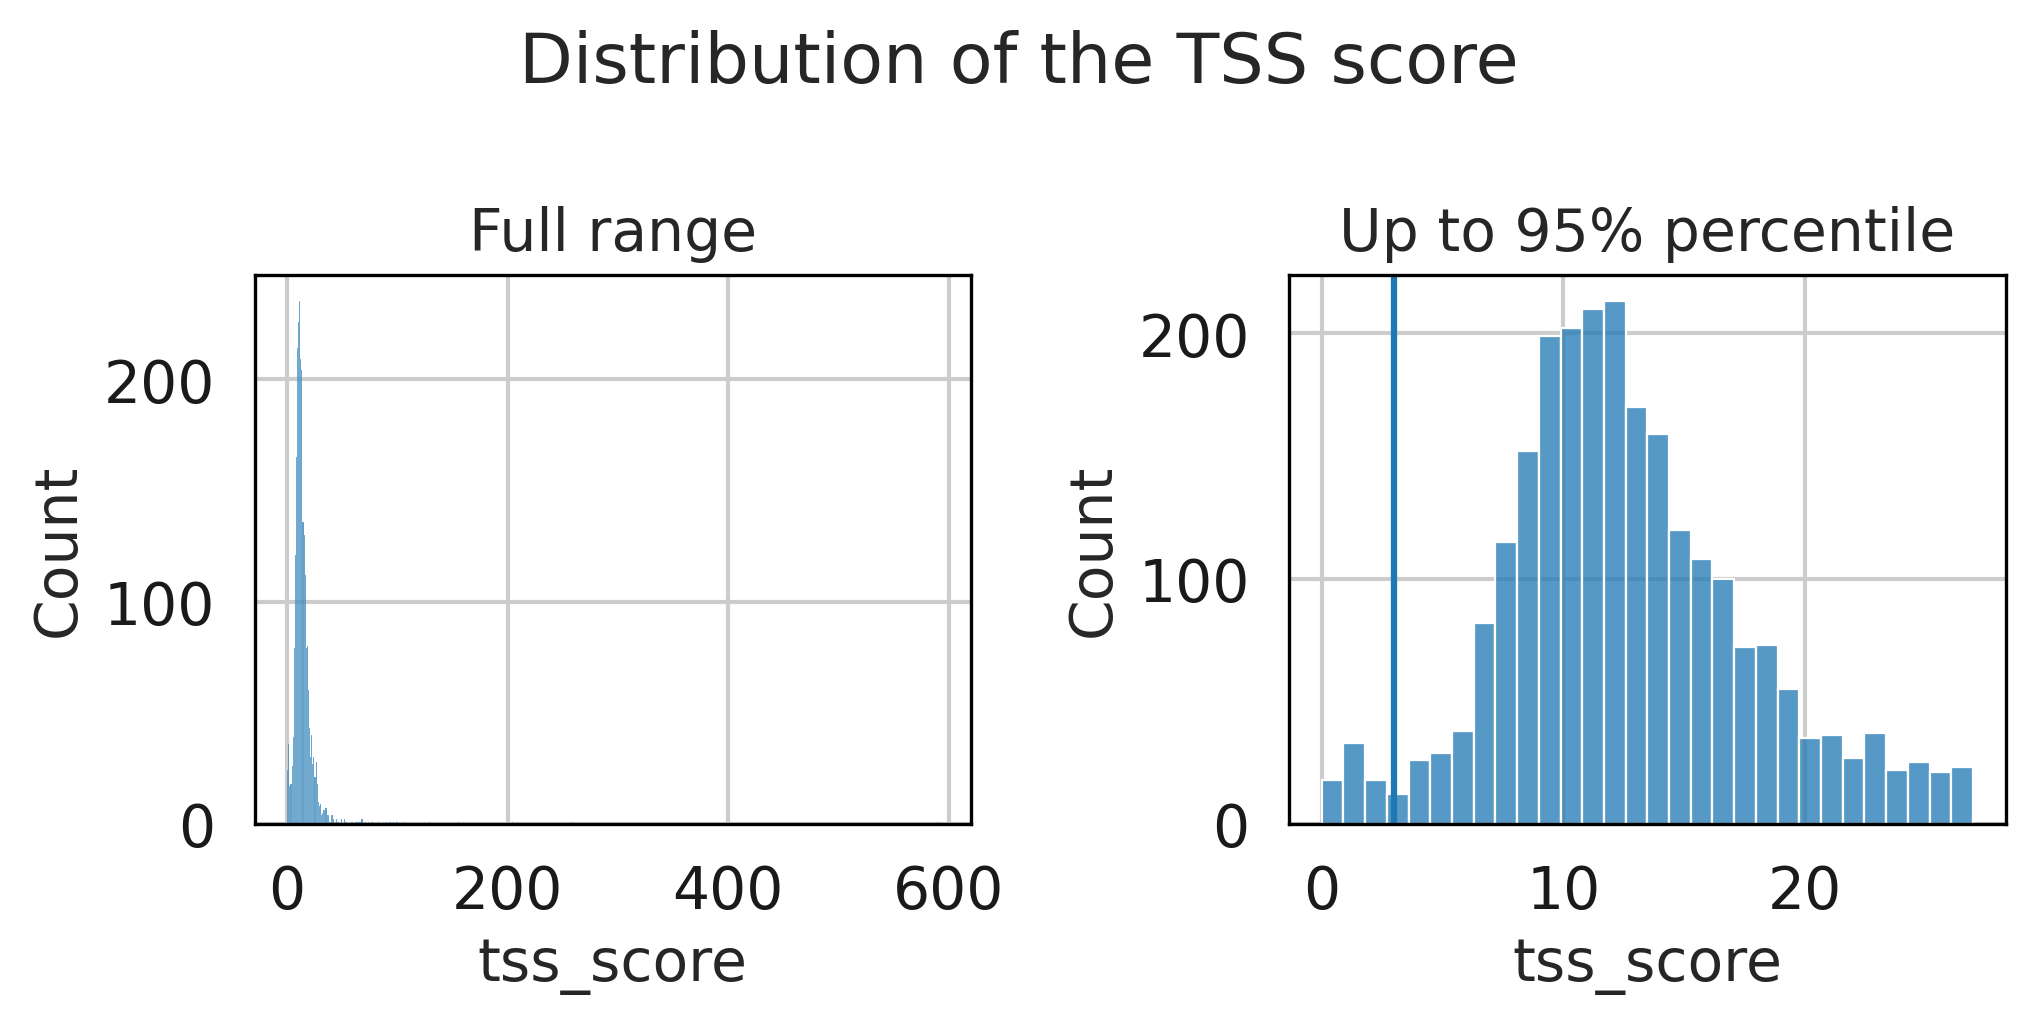 Distribution of the TSS score
Full range
Count
200
100
0
0 200 400 600
tss_score
Up to 95% percentile
Count
200
100
0
0 10 20
tss_score